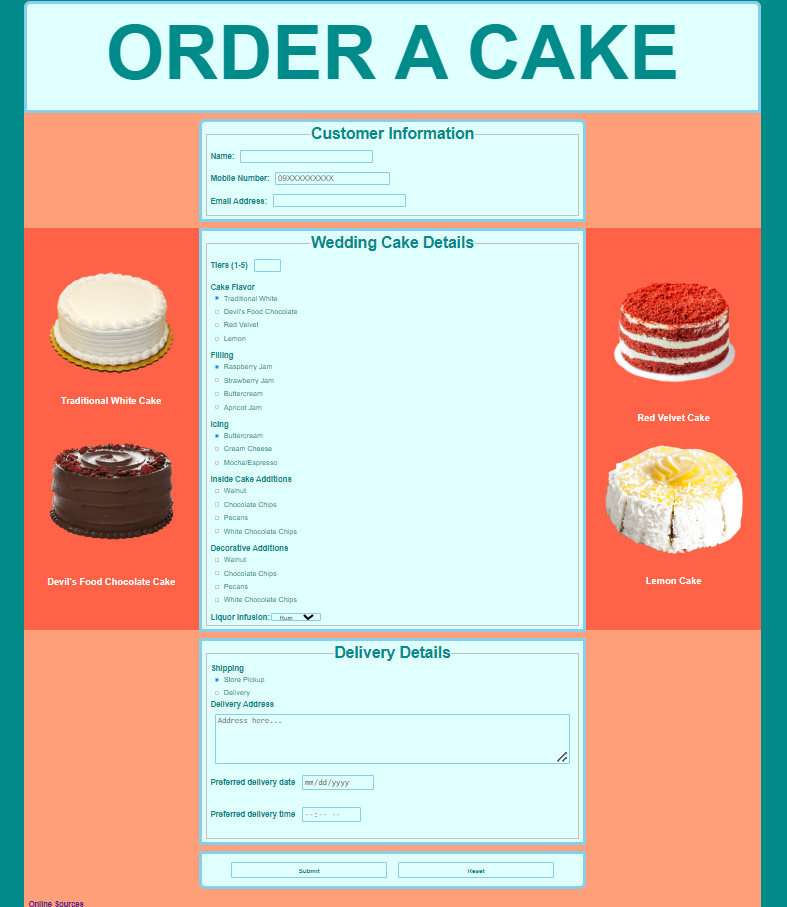 ORDER A CAKE
Customer Information
Name:
Mobile Number: 09XXXXXXXXX
Email Address:
Wedding Cake Details
Tiers (1-5)
Cake Flavor
Traditional White
Devil's Food Chocolate
Red Velvet
Lemon
Filling
Raspberry Jam
Strawberry Jam
Buttercream
Apricot Jam
Icing
Buttercream
Cream Cheese
Mocha/Espresso
Inside Cake Additions
Walnut
Chocolate Chips
Pecans
White Chocolate Chips
Decorative Additions
Walnut
Chocolate Chips
Pecans
White Chocolate Chips
Liquor Infusion: Rum
Traditional White Cake
Devil's Food Chocolate Cake
Red Velvet Cake
Lemon Cake
Delivery Details
Shipping
Store Pickup
Delivery
Delivery Address
Address here...
Preferred delivery date mm/dd/yyyy
Preferred delivery time --:-- --
Submit Reset
Online Sources